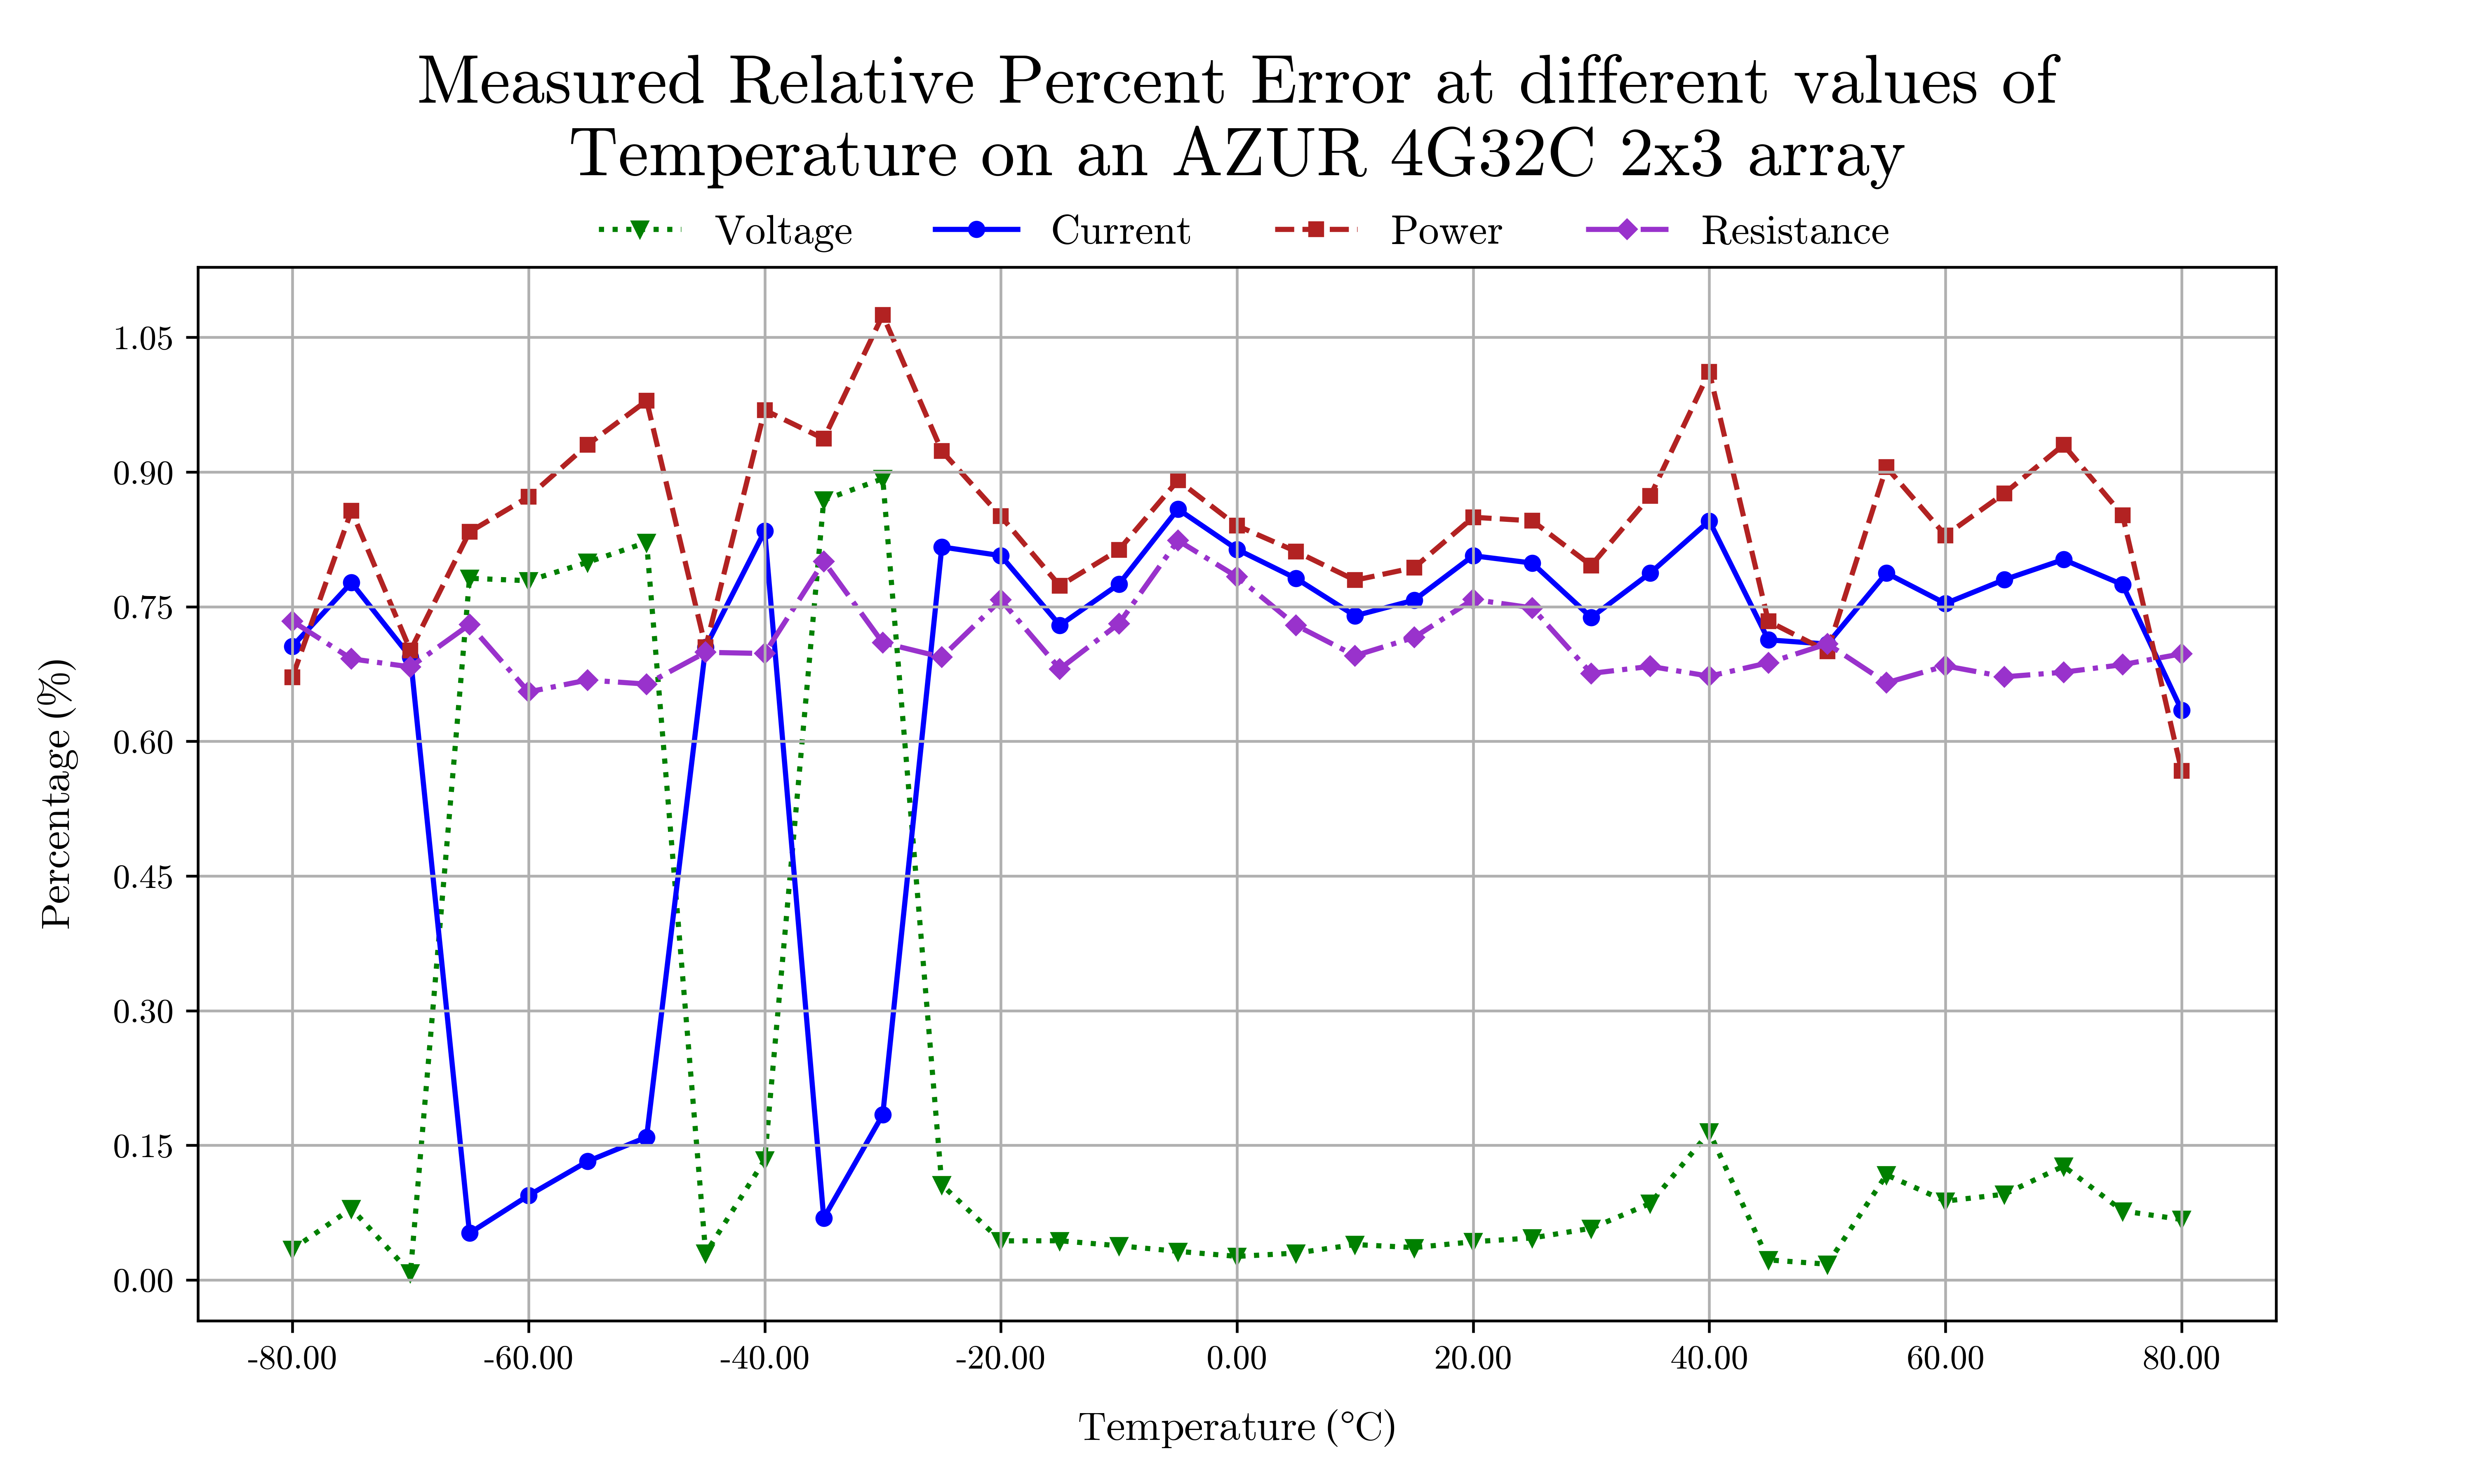 Measured Relative Percent Error at different values of
Temperature on an AZUR 4G32C 2x3 array
Voltage Current Power Resistance
1.05
0.90
0.75
0.60
0.45
0.30
0.15
0.00
Percentage (%)
-80.00 -60.00 -40.00 -20.00 0.00 20.00 40.00 60.00 80.00
Temperature (°C)